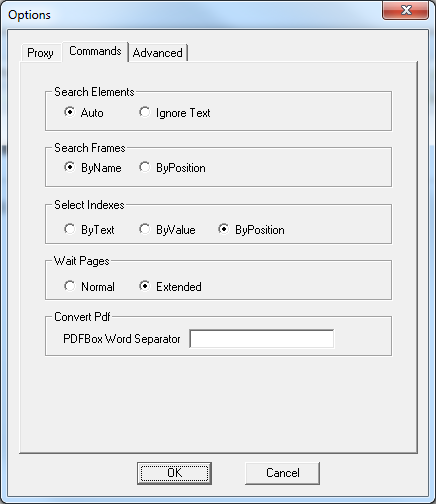 Options
Proxy Commands Advanced
Search Elements
Auto Ignore Text
Search Frames
ByName ByPosition
Select Indexes
ByText ByValue ByPosition
Wait Pages
Normal Extended
Convert Pdf
PDFBox Word Separator
OK Cancel